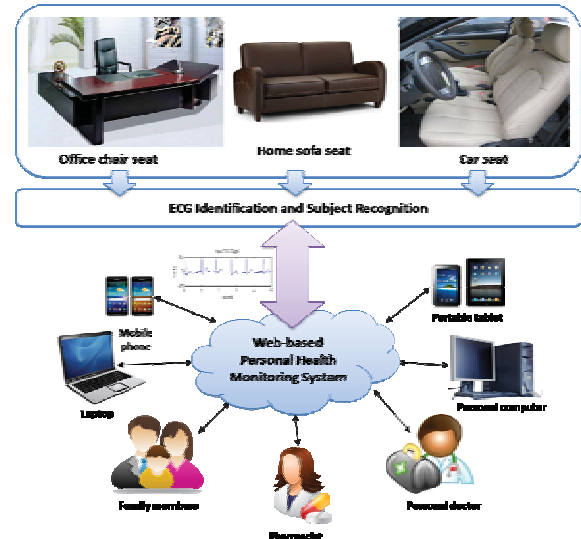 Office chair seat
Home sofa seat
Car seat
ECG Identification and Subject Recognition
Mobile
phone
Portable tablet
Web-based
Personal Health
Monitoring System
Laptop
Personal computer
Family members
Personal doctor
Pharmacist